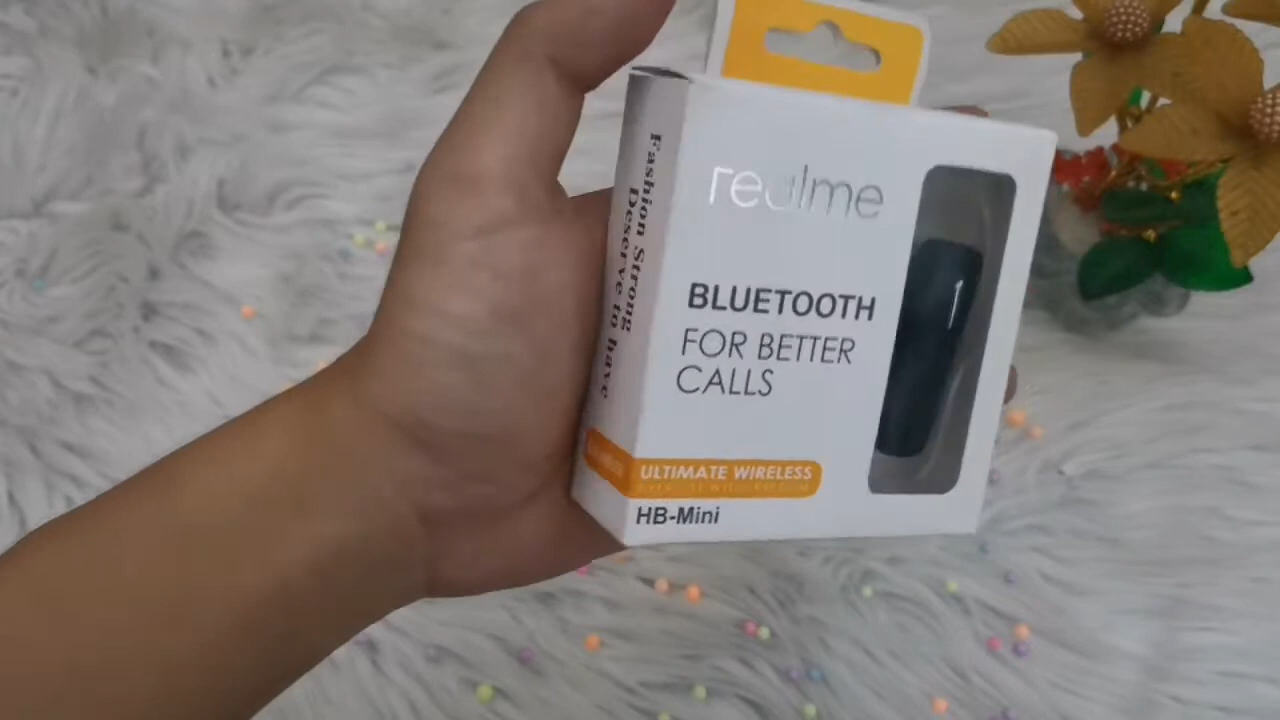 realme
BLUETOOTH
FOR BETTER
CALLS
ULTIMATE WIRELESS
HB-Mini
Fashion Strong
Deserve to have